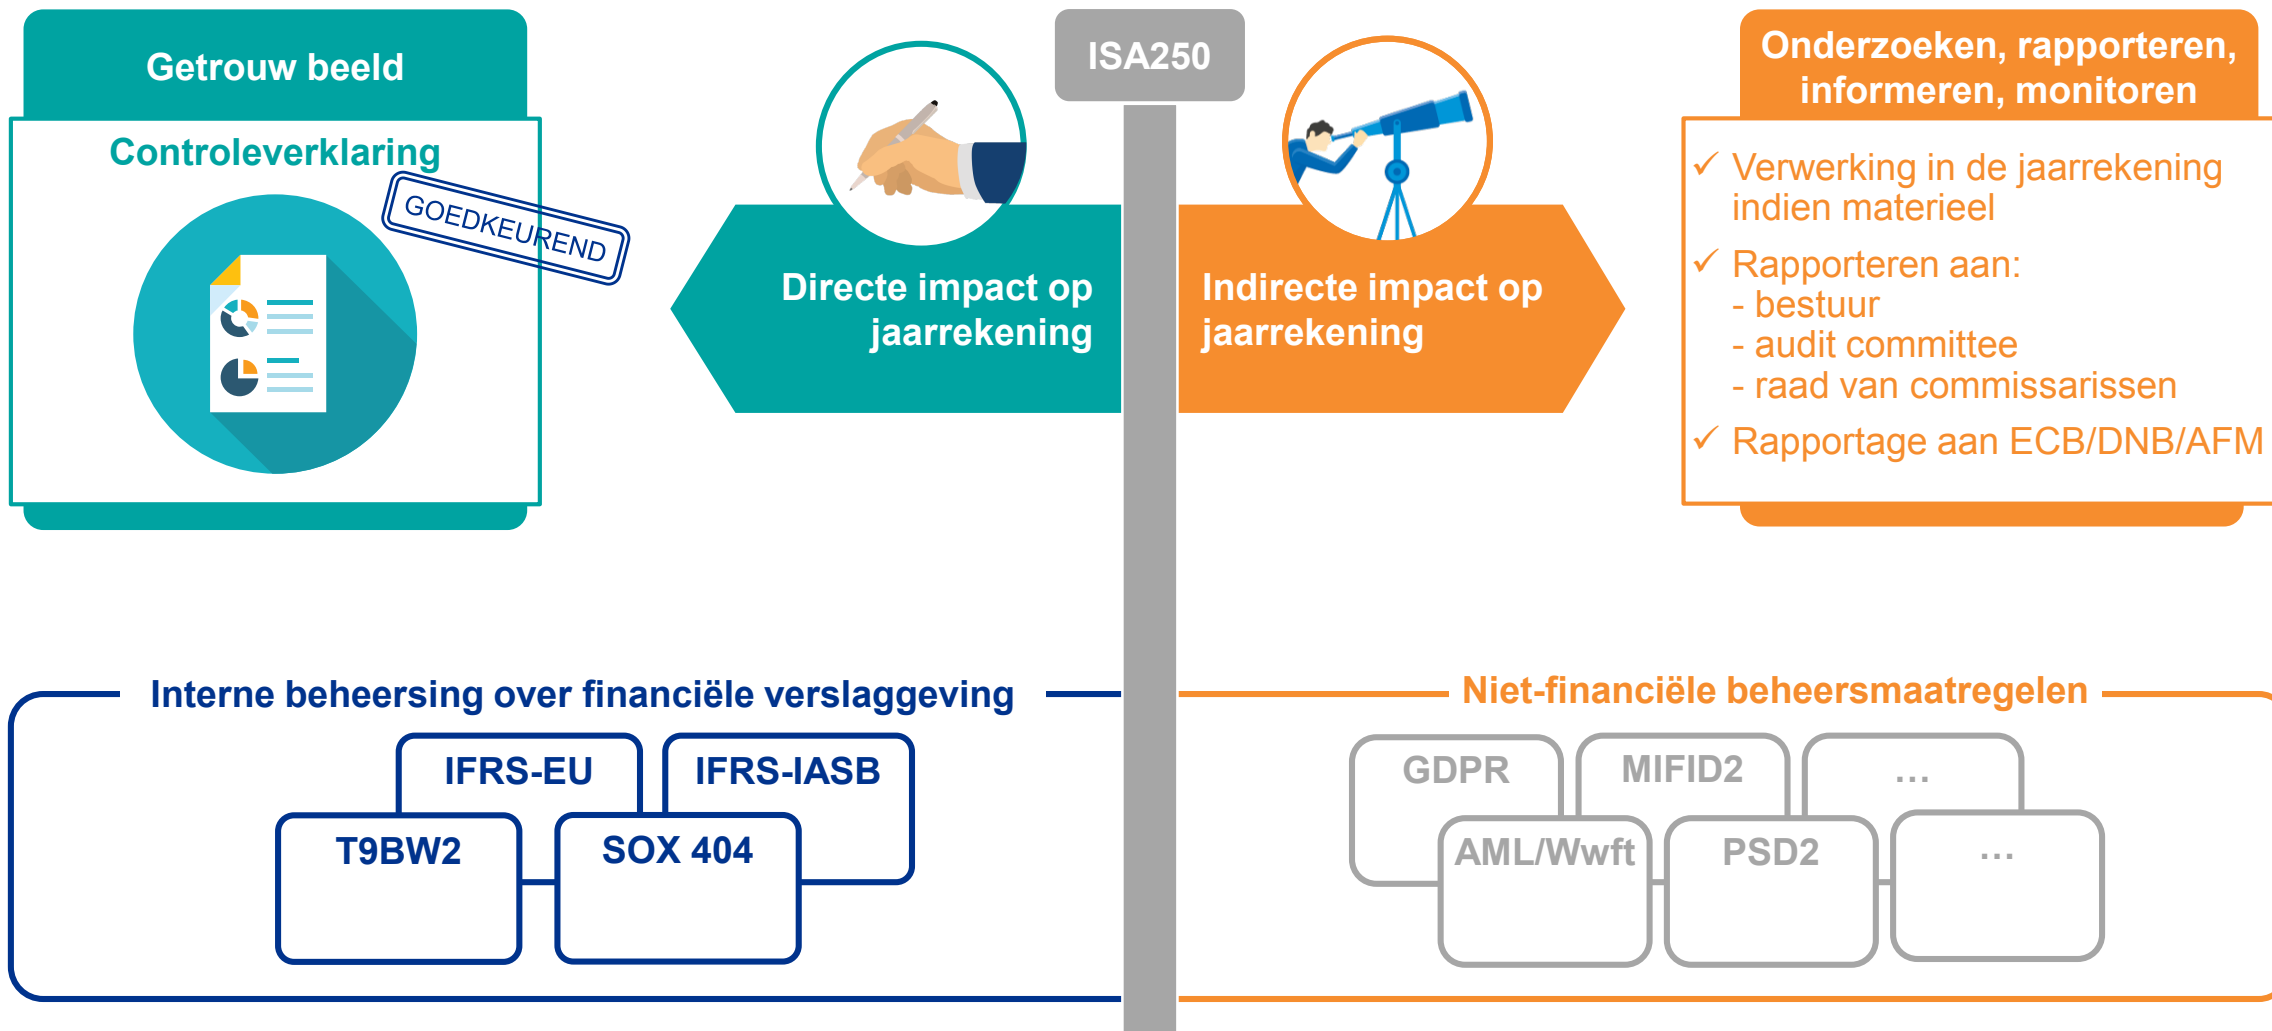 Getrouw beeld
Controleverklaring
GOEDKEUREND
ISA250
Directe impact op
jaarrekening
Indirecte impact op
jaarrekening
Onderzoeken, rapporteren,
informeren, monitoren
✓ Verwerking in de jaarrekening
indien materieel
✓ Rapporteren aan:
- bestuur
- audit committee
- raad van commissarissen
✓ Rapportage aan ECB/DNB/AFM
Interne beheersing over financiële verslaggeving
IFRS-EU
IFRS-IASB
T9BW2
SOX 404
Niet-financiële beheersmaatregelen
GDPR
MIFID2
...
AML/Wwft
PSD2
...